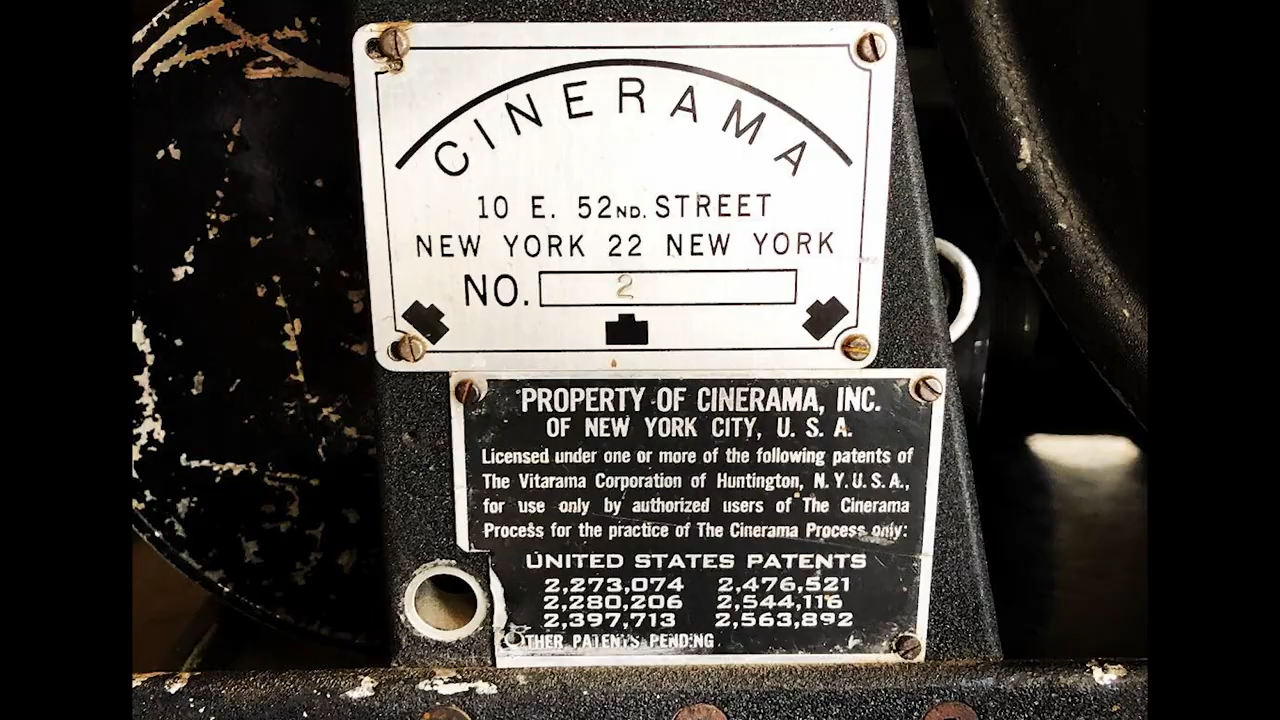 CINERAMA
10 E. 52ND. STREET
NEW YORK 22 NEW YORK
NO. 2
PROPERTY OF CINERAMA, INC.
OF NEW YORK CITY, U. S. A.
Licensed under one or more of the following patents of
The Vitarama Corporation of Huntington, N.Y.U.S.A.,
for use only by authorized users of The Cinerama
Process for the practice of The Cinerama Process only:
UNITED STATES PATENTS
2,273,074 2,476,521
2,280,206 2,544,116
2,397,713 2,563,892
OTHER PATENTS PENDING